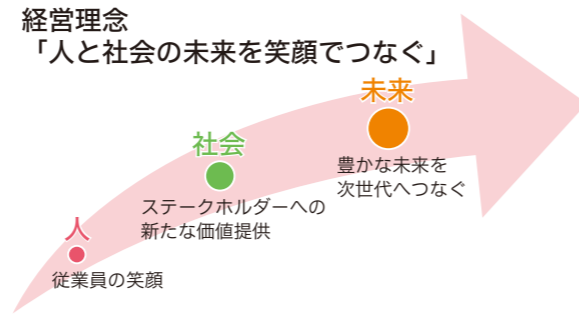 経営理念
「人と社会の未来を笑顔でつなぐ」
未来
豊かな未来を
次世代へつなぐ
社会
ステークホルダーへの
新たな価値提供
人
従業員の笑顔